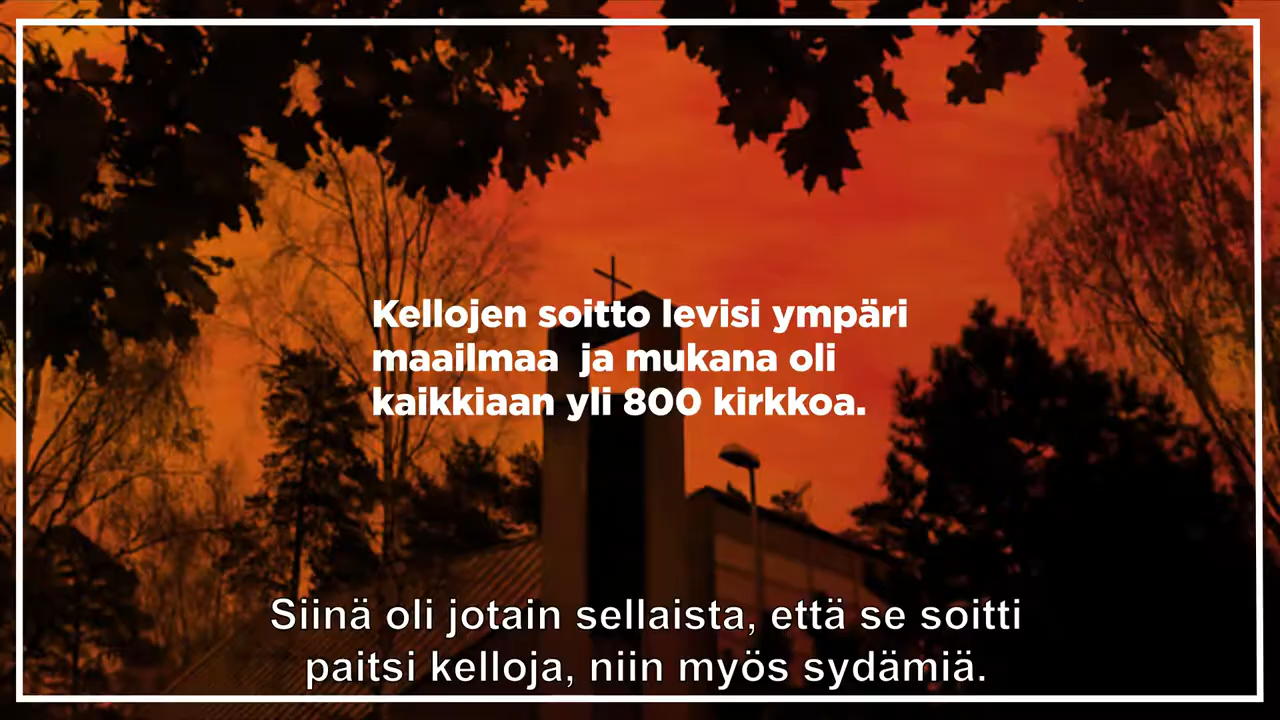 Kellojen soitto levisi ympäri
maailmaa  ja mukana oli
kaikkiaan yli 800 kirkkoa.
Siinä oli jotain sellaista, että se soitti
paitsi kelloja, niin myös sydämiä.